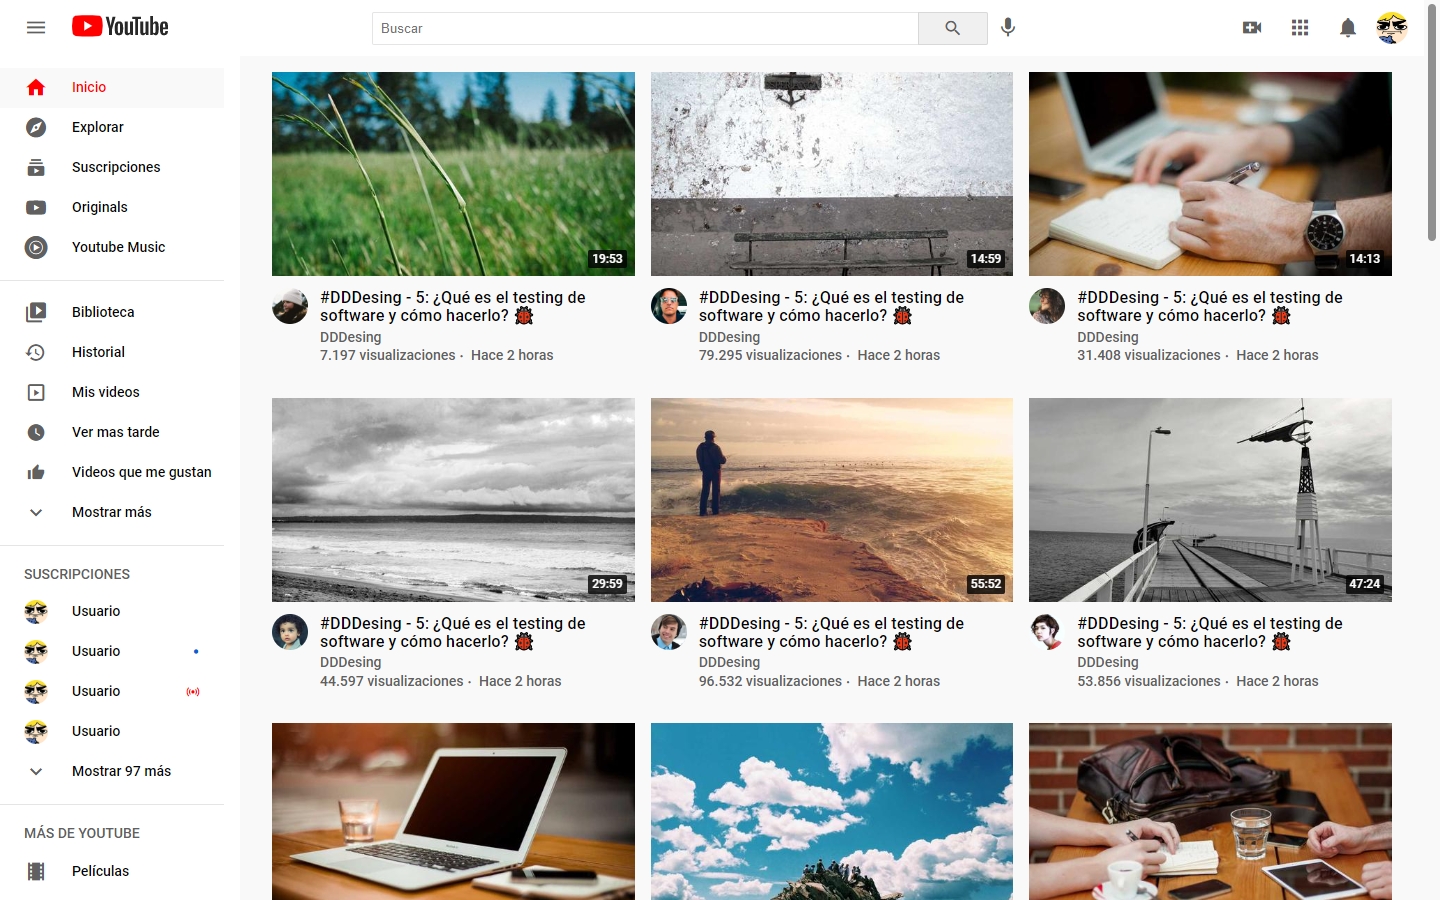 YouTube
Buscar
Inicio
Explorar
Suscripciones
Originals
Youtube Music
Biblioteca
Historial
Mis videos
Ver mas tarde
Videos que me gustan
Mostrar más
SUSCRIPCIONES
Usuario
Usuario
Usuario
Usuario
Mostrar 97 más
MÁS DE YOUTUBE
Películas
19:53
#DDDesing - 5: ¿Qué es el testing de
software y cómo hacerlo? 🐞
DDDesing
7.197 visualizaciones · Hace 2 horas
14:59
#DDDesing - 5: ¿Qué es el testing de
software y cómo hacerlo? 🐞
DDDesing
79.295 visualizaciones · Hace 2 horas
14:13
#DDDesing - 5: ¿Qué es el testing de
software y cómo hacerlo? 🐞
DDDesing
31.408 visualizaciones · Hace 2 horas
29:59
#DDDesing - 5: ¿Qué es el testing de
software y cómo hacerlo? 🐞
DDDesing
44.597 visualizaciones · Hace 2 horas
55:52
#DDDesing - 5: ¿Qué es el testing de
software y cómo hacerlo? 🐞
DDDesing
96.532 visualizaciones · Hace 2 horas
47:24
#DDDesing - 5: ¿Qué es el testing de
software y cómo hacerlo? 🐞
DDDesing
53.856 visualizaciones · Hace 2 horas